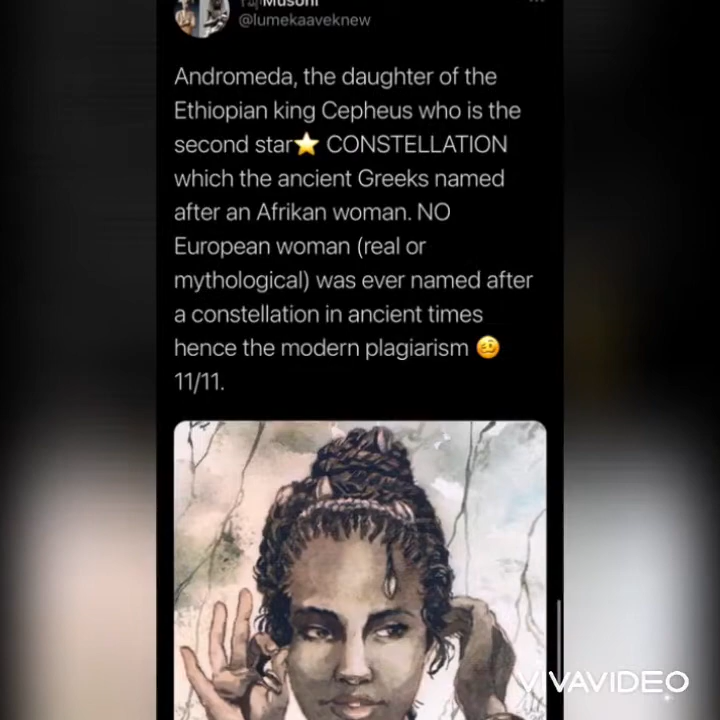 Musoni
@lumekaaveknew
Andromeda, the daughter of the
Ethiopian king Cepheus who is the
second star⭐ CONSTELLATION
which the ancient Greeks named
after an Afrikan woman. NO
European woman (real or
mythological) was ever named after
a constellation in ancient times
hence the modern plagiarism 🥴
11/11.
VIVAVIDEO